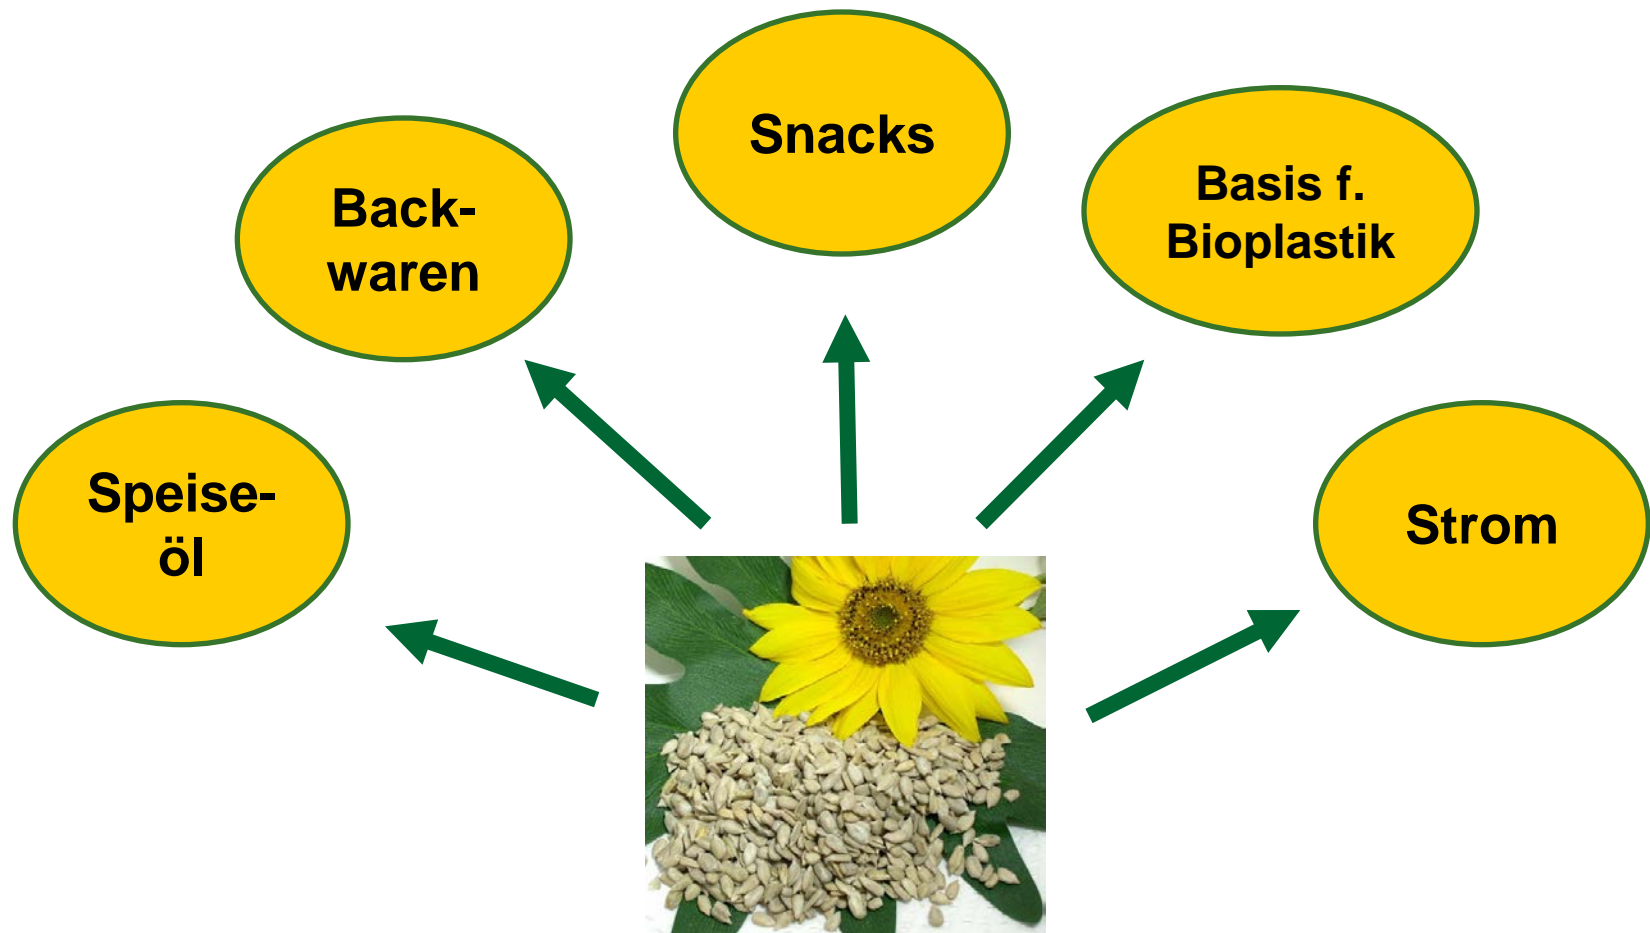 Snacks
Back-
waren
Basis f.
Bioplastik
Speise-
öl
Strom